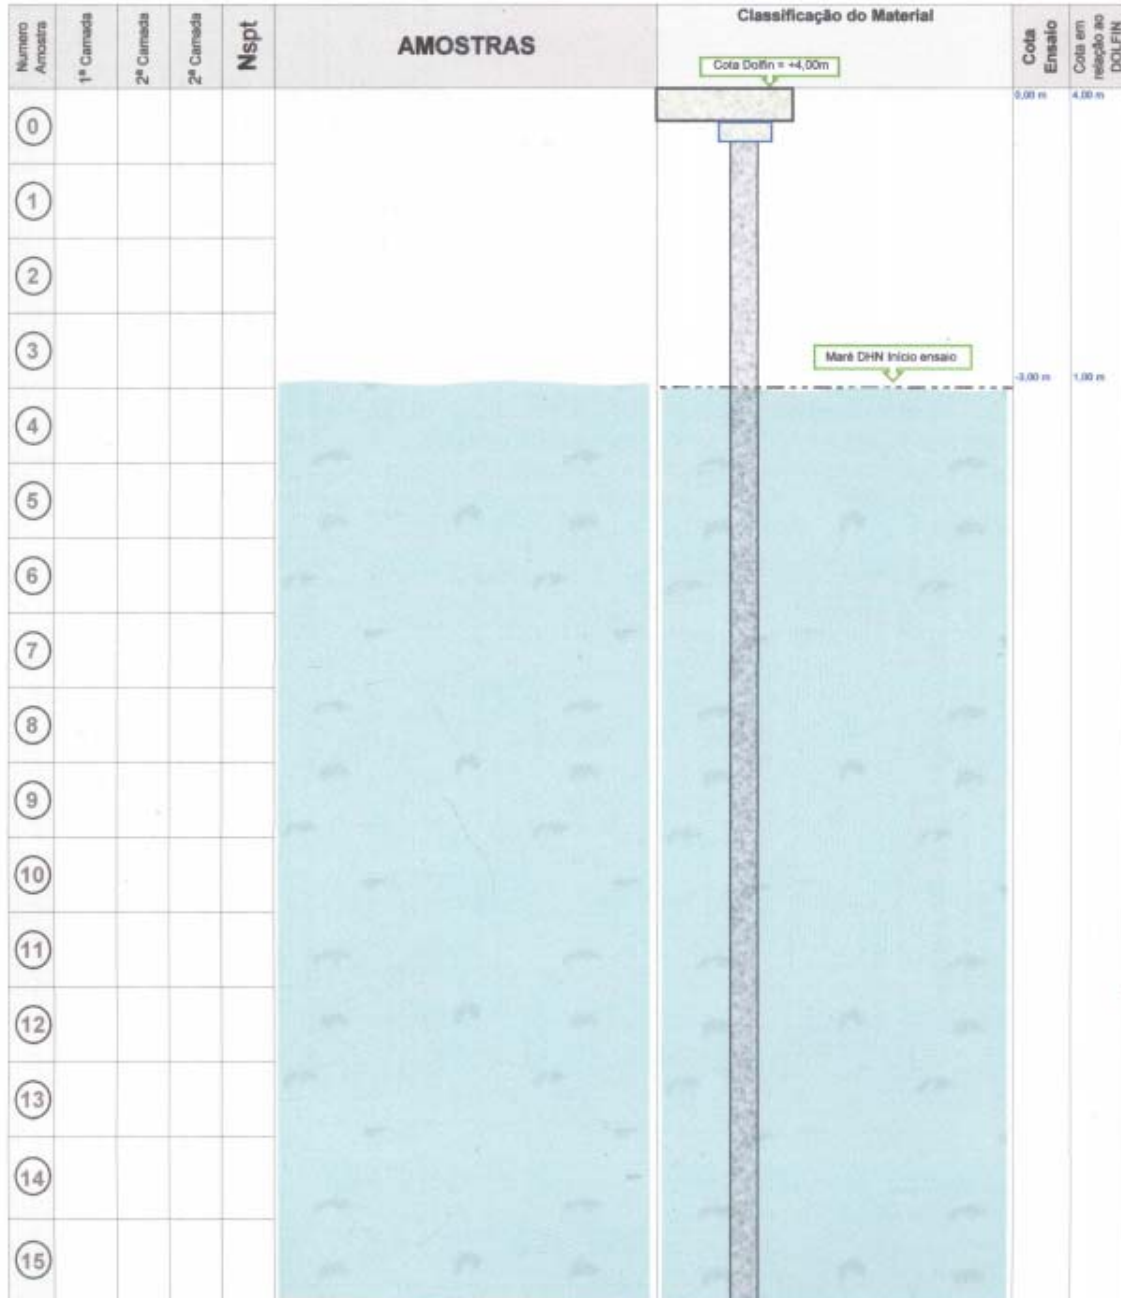 Numero
Amostra
1ª Camada
2ª Camada
2ª Camada
Nspt
AMOSTRAS
Classificação do Material
Cota
Ensaio
Cota em
relação ao
DOLFIN
Cota Dolfin = +4,00m
0,00 m
4,00 m
0
1
2
3
Maré DHN Início ensaio
-3,00 m
1,00 m
4
5
6
7
8
9
10
11
12
13
14
15